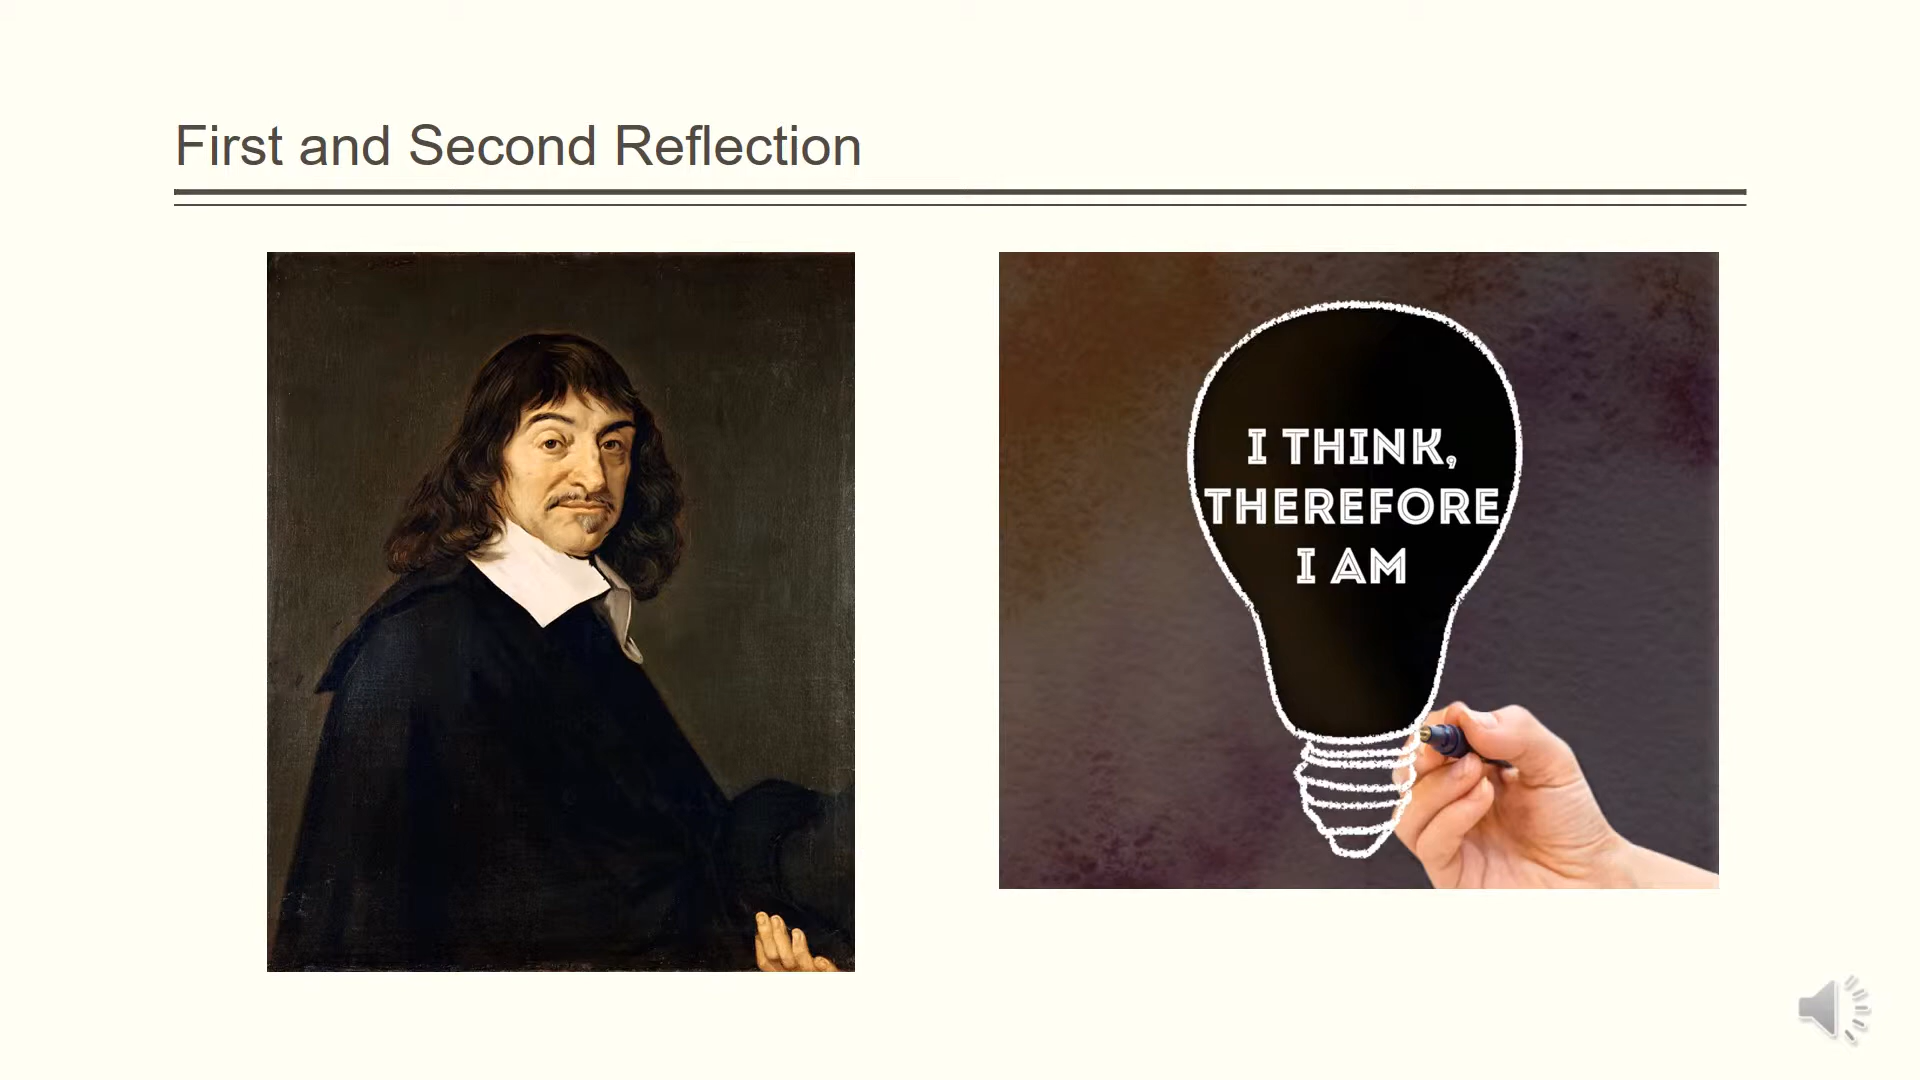 First and Second Reflection
I THINK,
THEREFORE
I AM